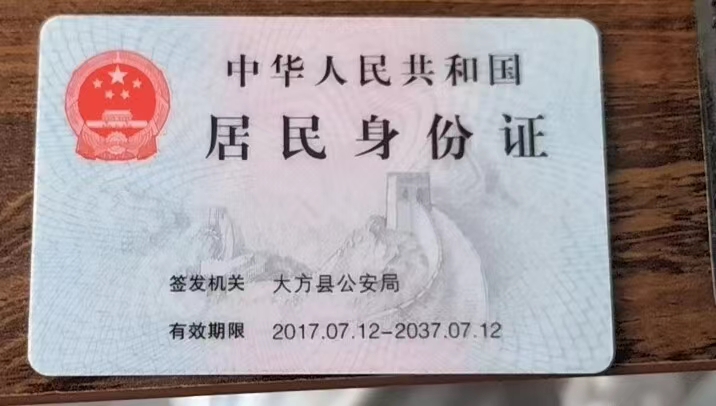 中华人民共和国
居民身份证
签发机关 大方县公安局
有效期限 2017.07.12-2037.07.12